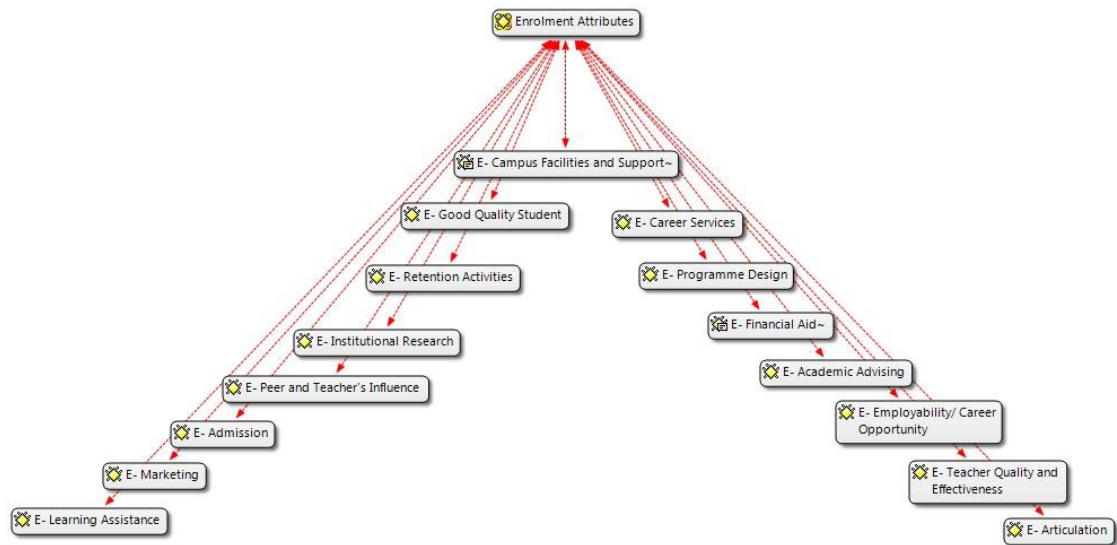 Enrolment Attributes
E- Campus Facilities and Support~
E- Good Quality Student
E- Career Services
E- Retention Activities
E- Programme Design
E- Financial Aid~
E- Institutional Research
E- Academic Advising
E- Peer and Teacher's Influence
E- Employability/ Career
Opportunity
E- Admission
E- Marketing
E- Teacher Quality and
Effectiveness
E- Learning Assistance
E- Articulation